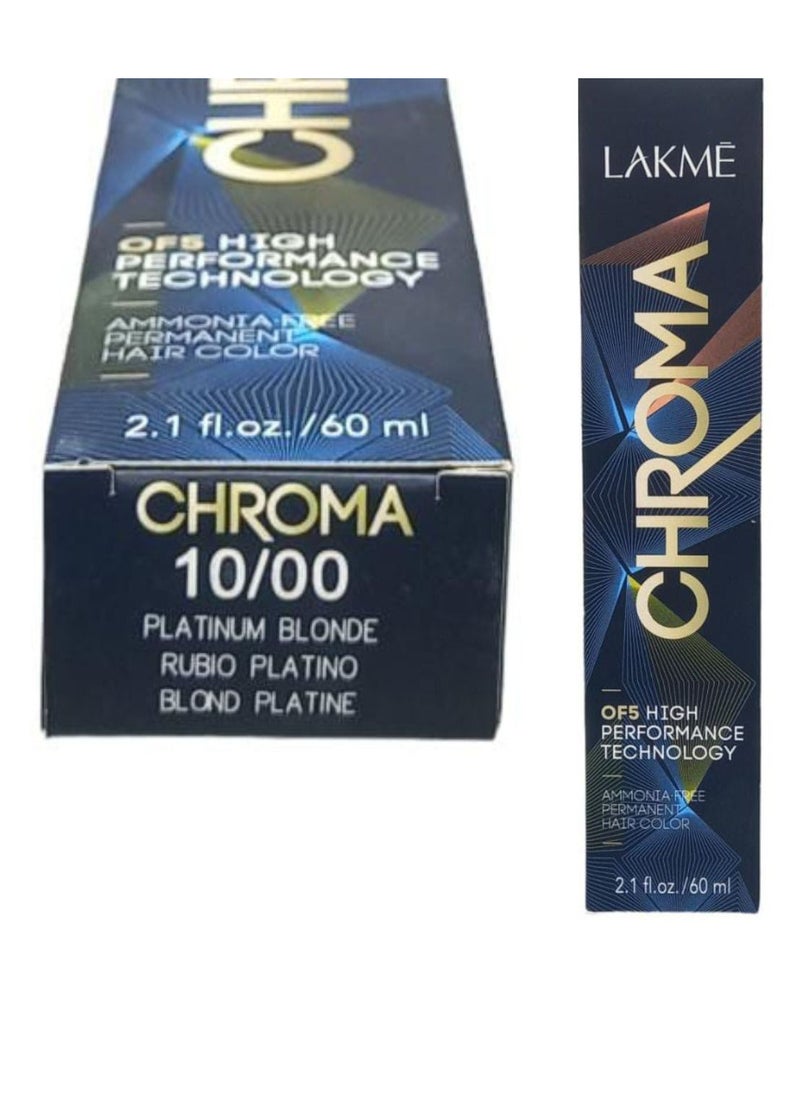 CHR
OF5 HIGH
PERFORMANCE
TECHNOLOGY
AMMONIA-FREE
PERMANENT
HAIR COLOR
2.1 fl.oz./60 ml
CHROMA
10/00
PLATINUM BLONDE
RUBIO PLATINO
BLOND PLATINE
LAKMĒ
CHROMA
OF5 HIGH
PERFORMANCE
TECHNOLOGY
AMMONIA-FREE
PERMANENT
HAIR COLOR
2.1 fl.oz./60 ml